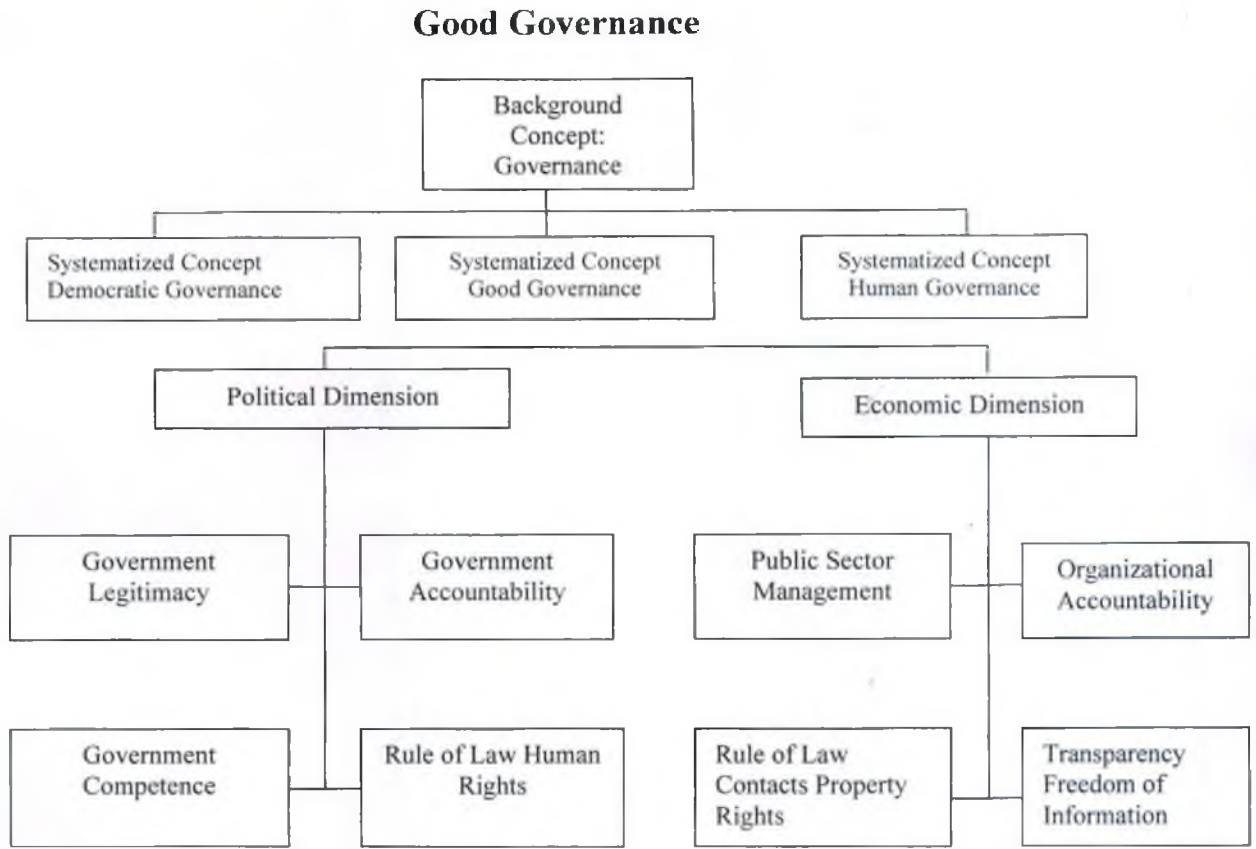 Good Governance
Background
Concept:
Governance
Systematized Concept
Democratic Governance
Systematized Concept
Good Governance
Systematized Concept
Human Governance
Political Dimension
Economic Dimension
Government
Legitimacy
Government
Accountability
Public Sector
Management
Organizational
Accountability
Government
Competence
Rule of Law Human
Rights
Rule of Law
Contacts Property
Rights
Transparency
Freedom of
Information